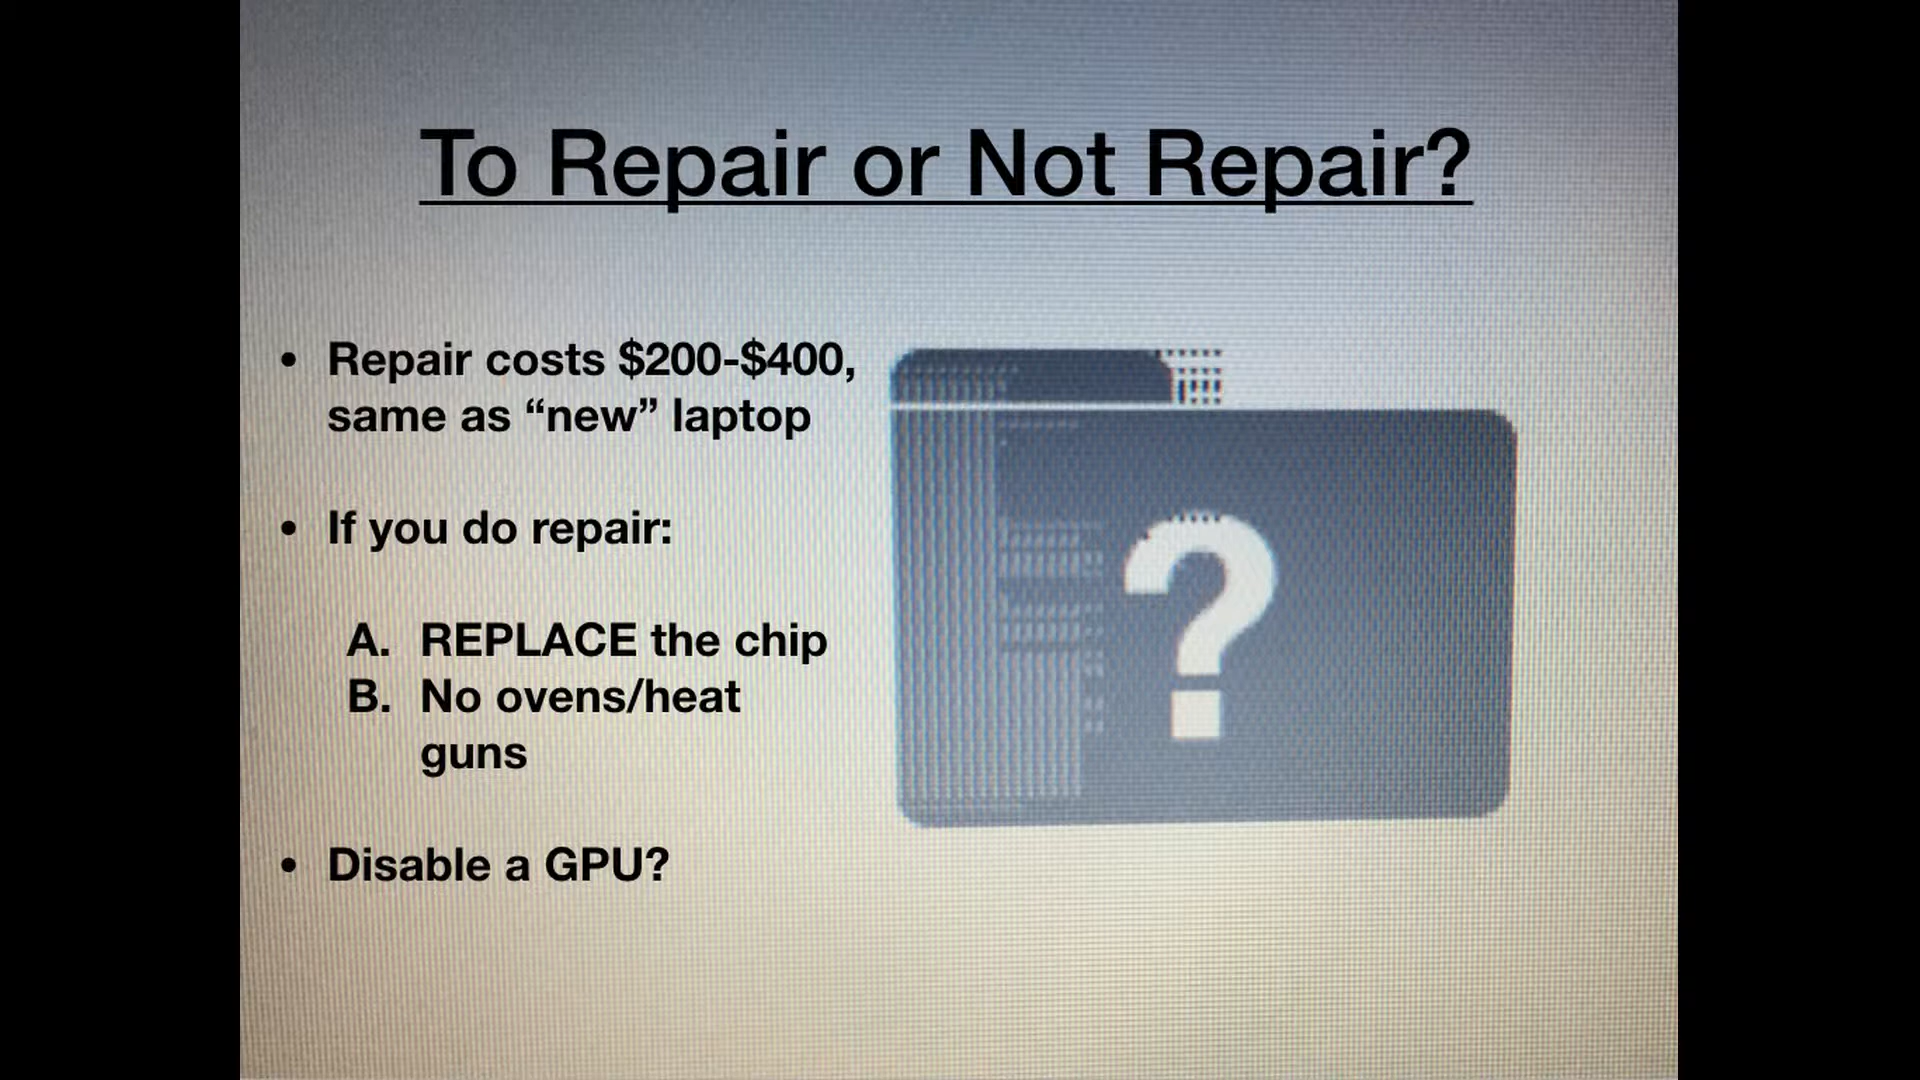 To Repair or Not Repair?
• Repair costs $200-$400,
same as “new” laptop
• If you do repair:
A. REPLACE the chip
B. No ovens/heat
guns
• Disable a GPU?
?